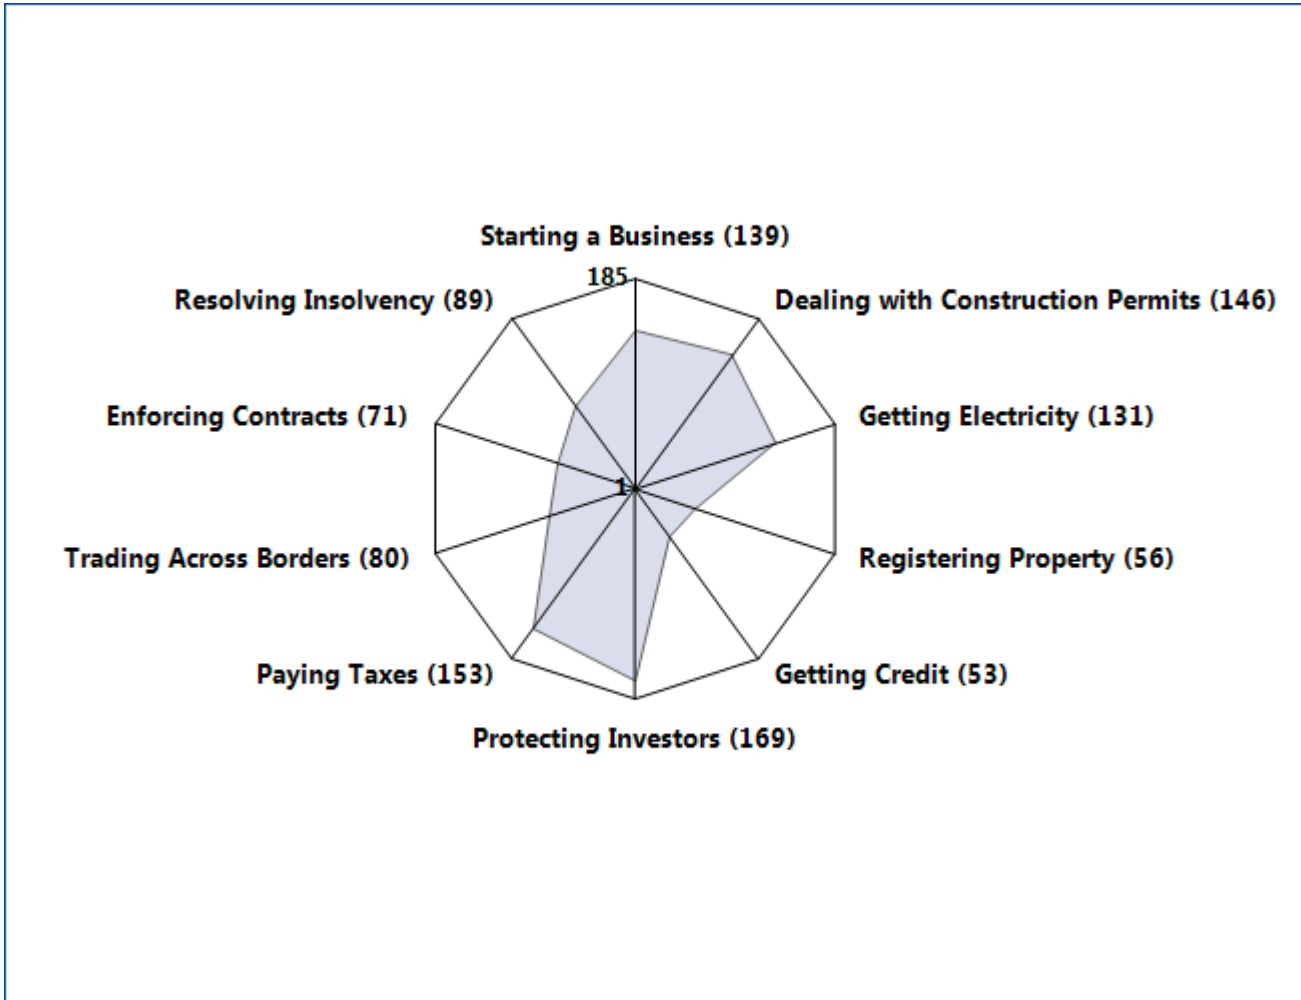 Starting a Business (139)
185
Resolving Insolvency (89)
Dealing with Construction Permits (146)
Enforcing Contracts (71)
Getting Electricity (131)
1
Trading Across Borders (80)
Registering Property (56)
Paying Taxes (153)
Getting Credit (53)
Protecting Investors (169)